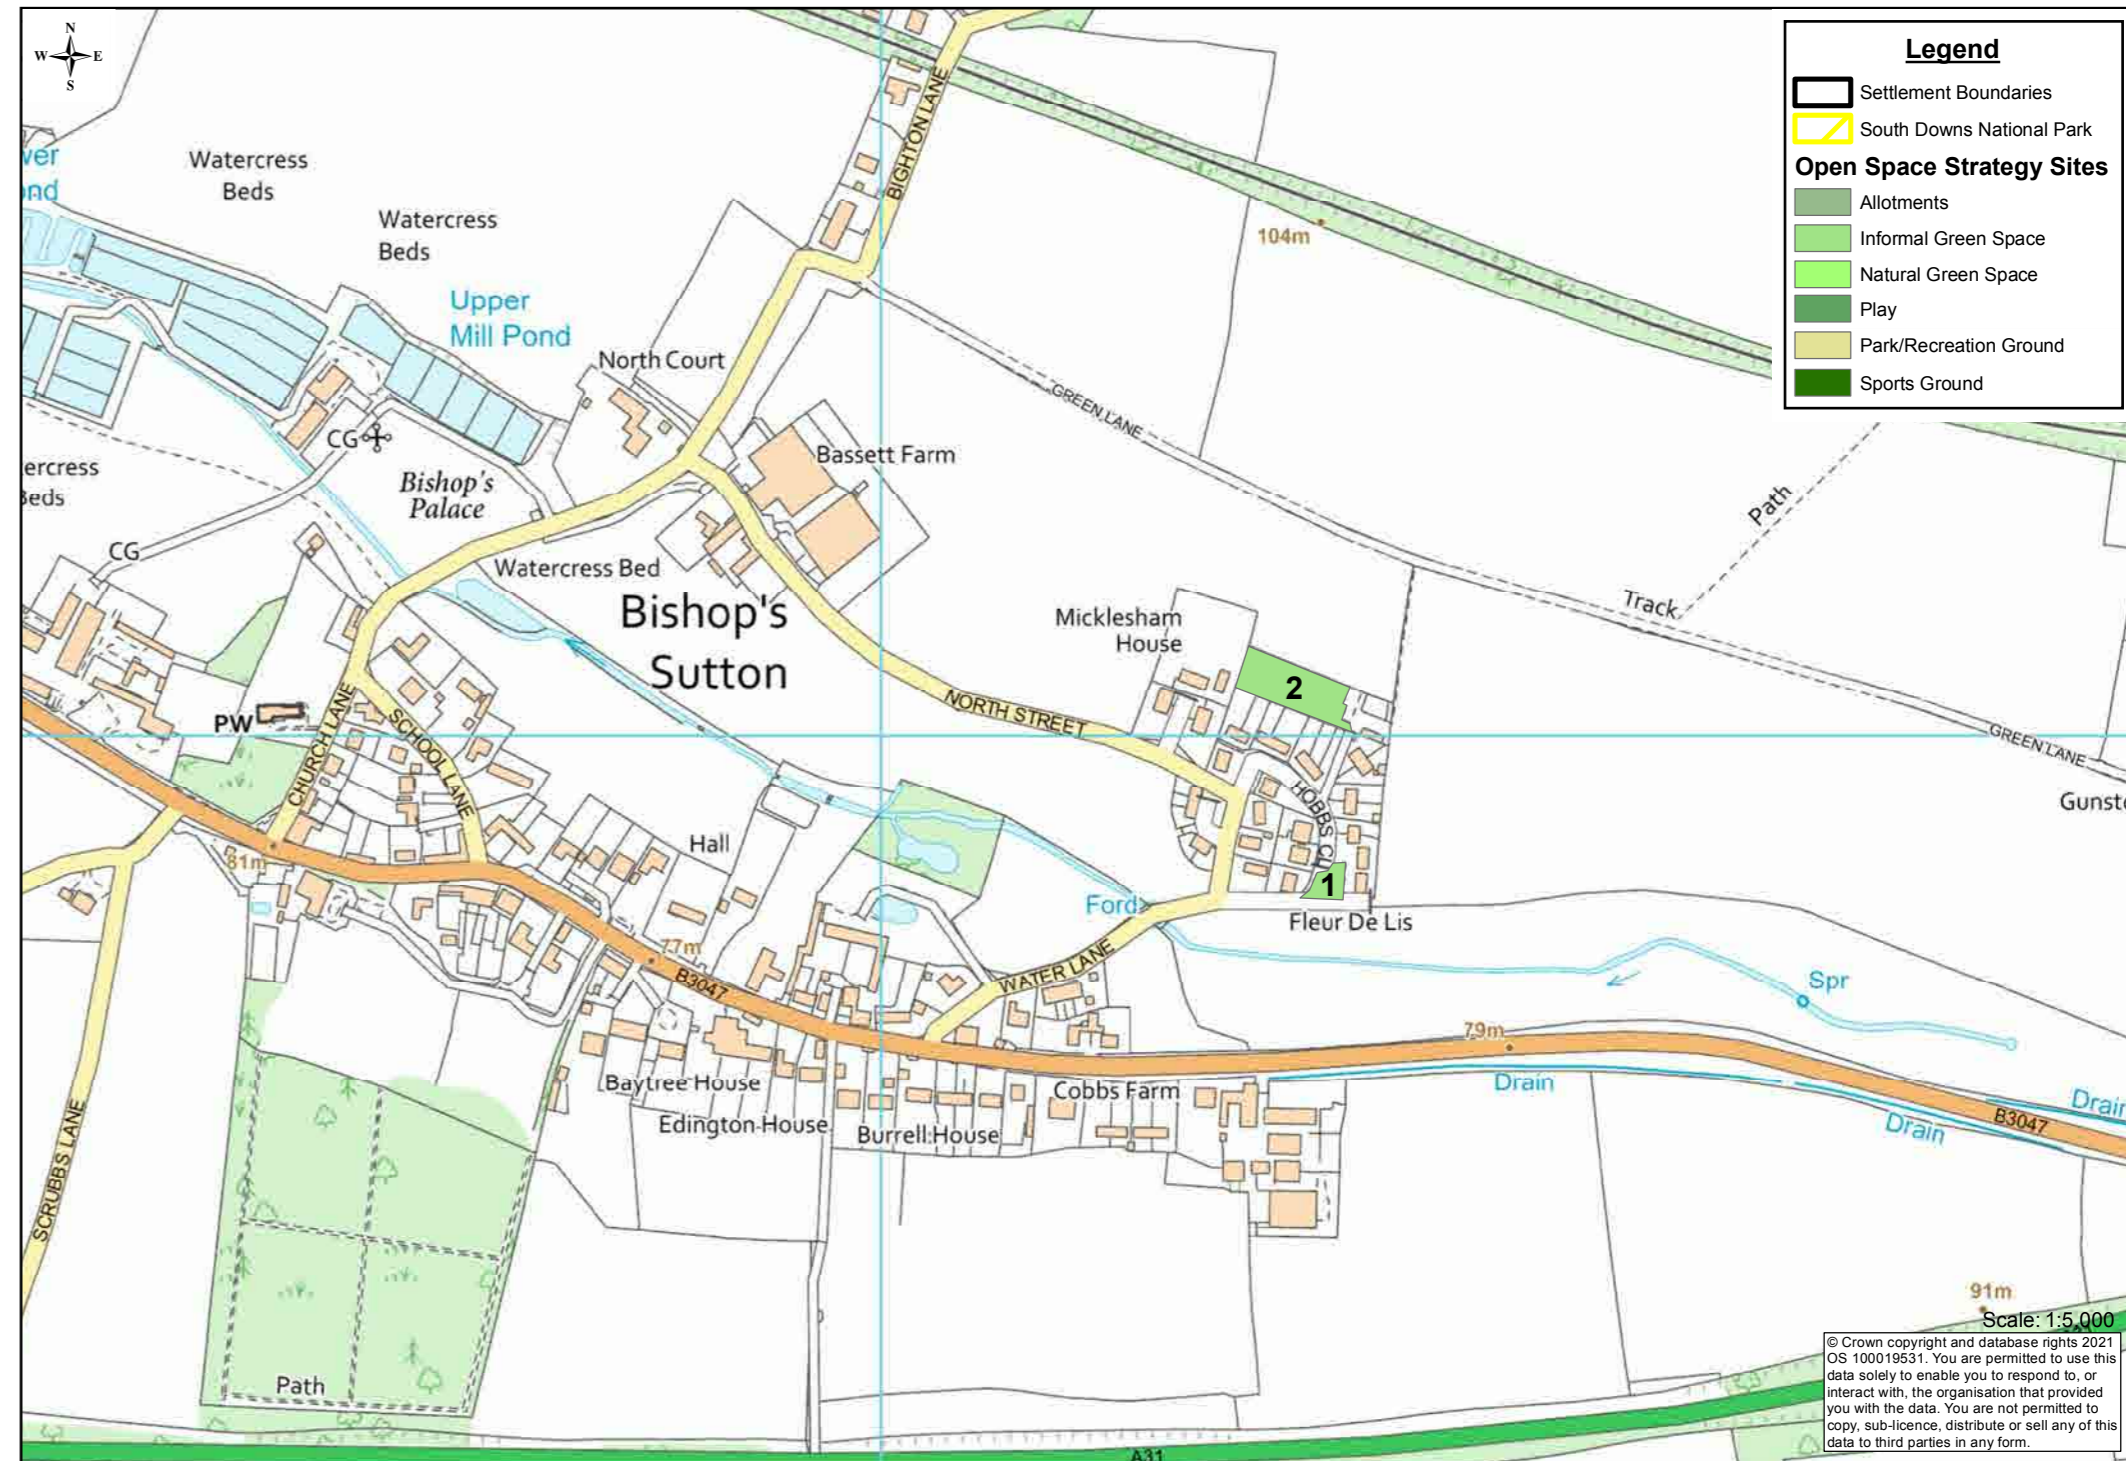 N
W E
S
Legend
Settlement Boundaries
South Downs National Park
Open Space Strategy Sites
Allotments
Informal Green Space
Natural Green Space
Play
Park/Recreation Ground
Sports Ground
BIGHTON LANE
wer
ond
Watercress
Beds
Watercress
Beds
104m
Upper
Mill Pond
North Court
GREEN LANE
CG
Bassett Farm
ercress
Beds
Bishop's
Palace
Path
CG
Watercress Bed
Bishop's
Sutton
Track
Micklesham
House
2
PW
CHURCH LANE
SCHOOL LANE
NORTH STREET
GREEN LANE
HOBBS CL
Gunst
Hall
81m
1
Ford
Fleur De Lis
77m
B3047
WATER LANE
Spr
79m
Baytree House
Cobbs Farm
Drain
Drain
Edington House
Burrell House
Drain
B3047
SCRUBBS LANE
91m
Scale: 1:5,000
Path
A31
© Crown copyright and database rights 2021
OS 100019531. You are permitted to use this
data solely to enable you to respond to, or
interact with, the organisation that provided
you with the data. You are not permitted to
copy, sub-licence, distribute or sell any of this
data to third parties in any form.